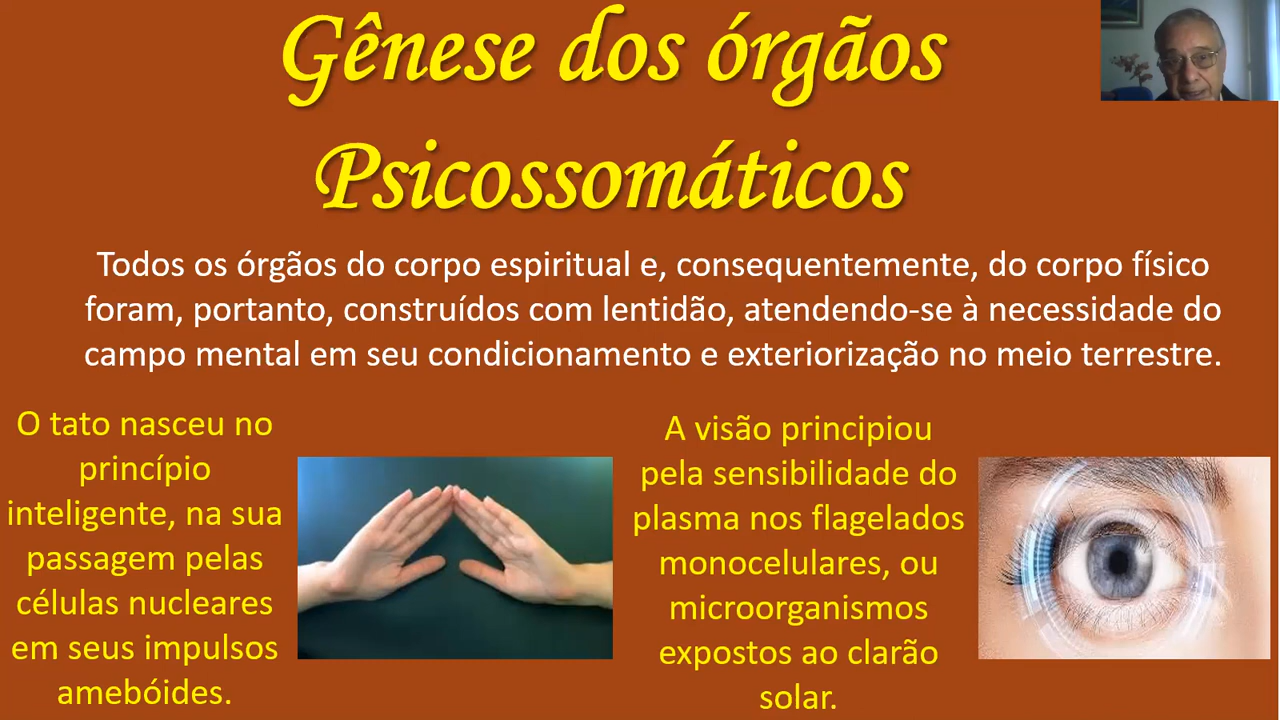 Gênese dos órgãos
Psicossomáticos
Todos os órgãos do corpo espiritual e, consequentemente, do corpo físico
foram, portanto, construídos com lentidão, atendendo-se à necessidade do
campo mental em seu condicionamento e exteriorização no meio terrestre.
O tato nasceu no
princípio
inteligente, na sua
passagem pelas
células nucleares
em seus impulsos
amebóides.
A visão principiou
pela sensibilidade do
plasma nos flagelados
monocelulares, ou
microorganismos
expostos ao clarão
solar.